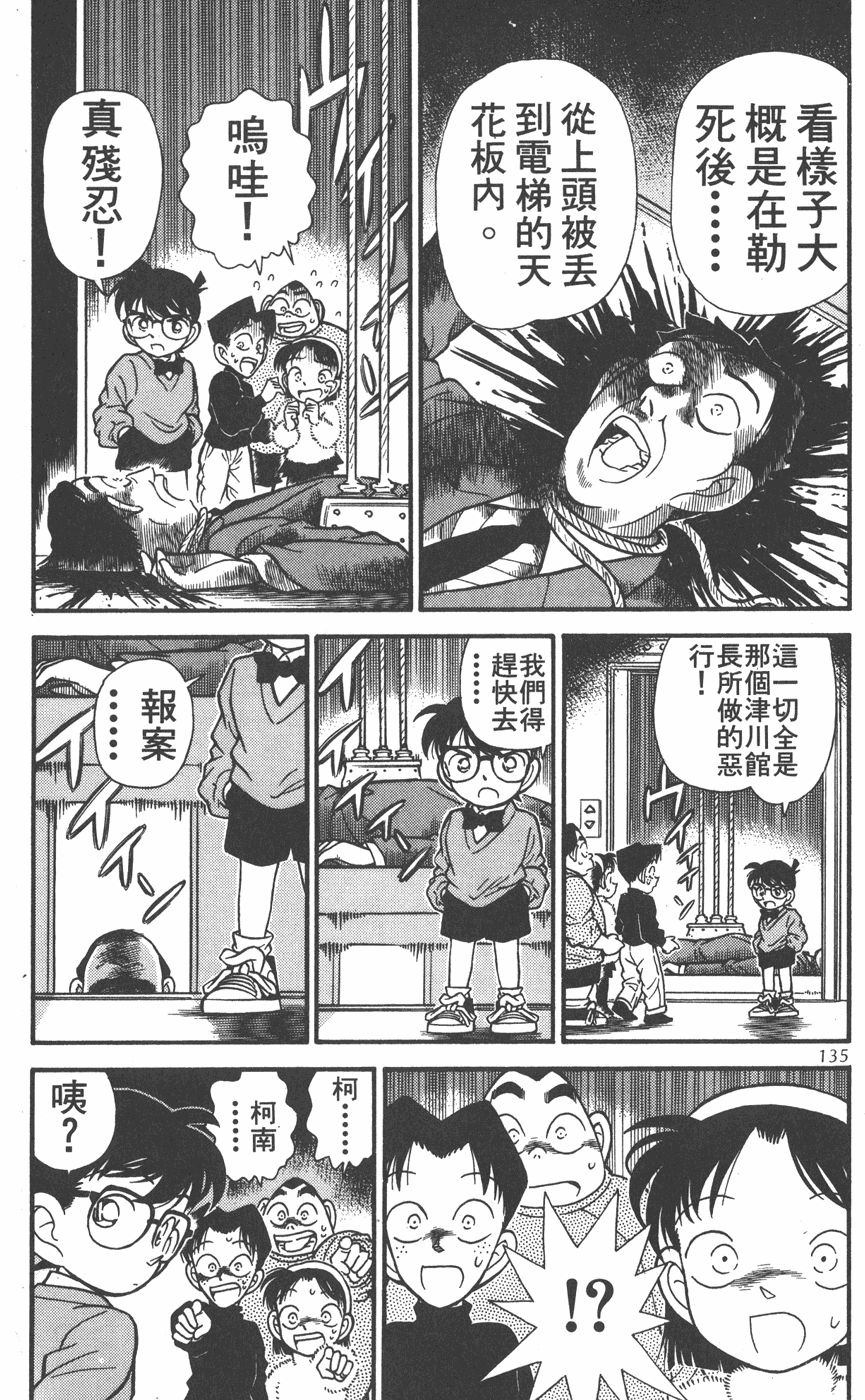 看樣子大
概是在勒
死後⋯⋯
從上頭被丟
到電梯的天
花板內。
嗚哇！
真殘忍！
這一切全是
那個津川館
長所做的惡
行！
我們得
趕快去
⋯⋯
報案
⋯⋯
135
!?
柯⋯⋯
柯南
⋯⋯
咦？